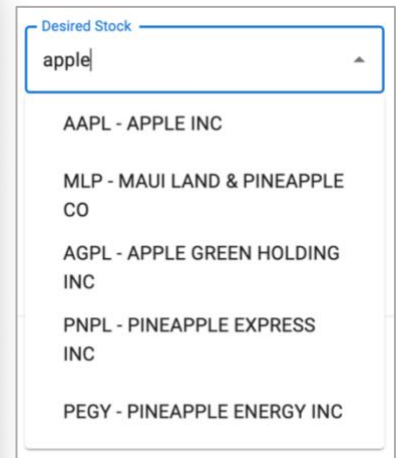 Desired Stock
apple
AAPL - APPLE INC
MLP - MAUI LAND & PINEAPPLE
CO
AGPL - APPLE GREEN HOLDING
INC
PNPL - PINEAPPLE EXPRESS
INC
PEGY - PINEAPPLE ENERGY INC